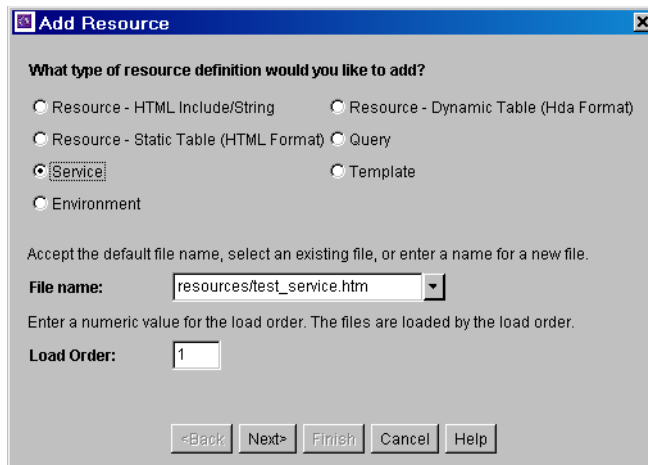 Add Resource
What type of resource definition would you like to add?
Resource - HTML Include/String Resource - Dynamic Table (Hda Format)
Resource - Static Table (HTML Format) Query
Service Template
Environment
Accept the default file name, select an existing file, or enter a name for a new file.
File name: resources/test_service.htm
Enter a numeric value for the load order. The files are loaded by the load order.
Load Order: 1
<Back Next> Finish Cancel Help